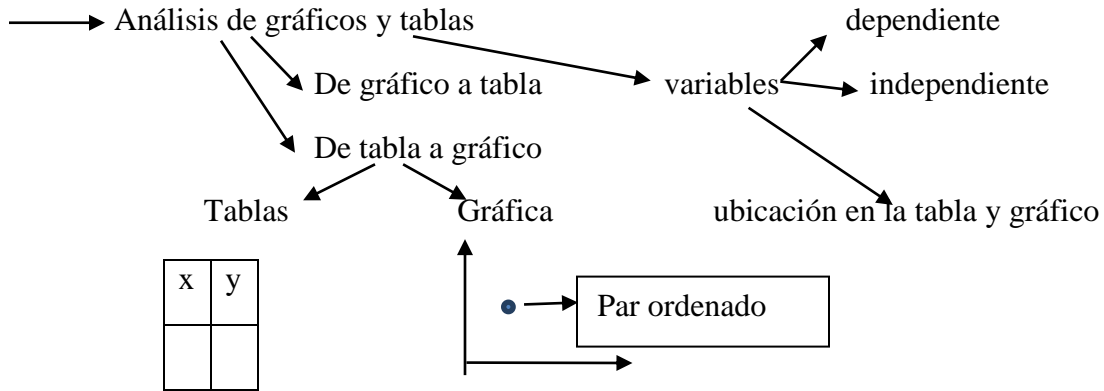 Análisis de gráficos y tablas
dependiente
De gráfico a tabla
variables
independiente
De tabla a gráfico
Tablas
Gráfica
ubicación en la tabla y gráfico
x y
Par ordenado